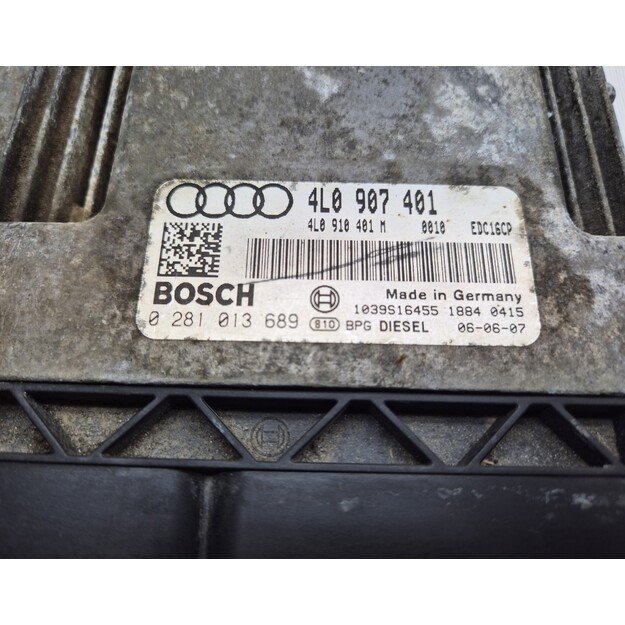 4L0 907 401
4L0 910 401 M 0010 EDC16CP
BOSCH
Made in Germany
1039S16455 1884 0415
0 281 013 689 810 BPG DIESEL 06-06-07